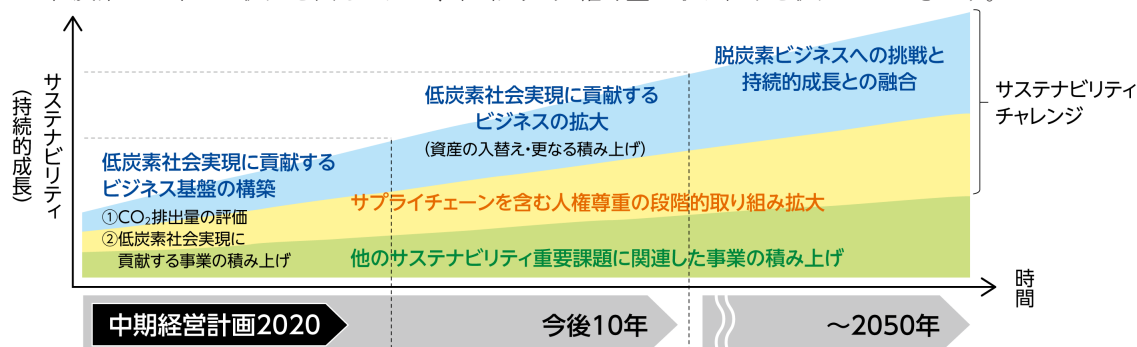 脱炭素ビジネスへの挑戦と
持続的成長との融合
サステナビリティ
チャレンジ
低炭素社会実現に貢献する
ビジネスの拡大
(資産の入替え・更なる積み上げ)
サステナビリティ
(持続的成長)
低炭素社会実現に貢献する
ビジネス基盤の構築
①CO₂排出量の評価
②低炭素社会実現に
貢献する事業の積み上げ
サプライチェーンを含む人権尊重の段階的取り組み拡大
他のサステナビリティ重要課題に関連した事業の積み上げ
時間
中期経営計画2020
今後10年
～2050年